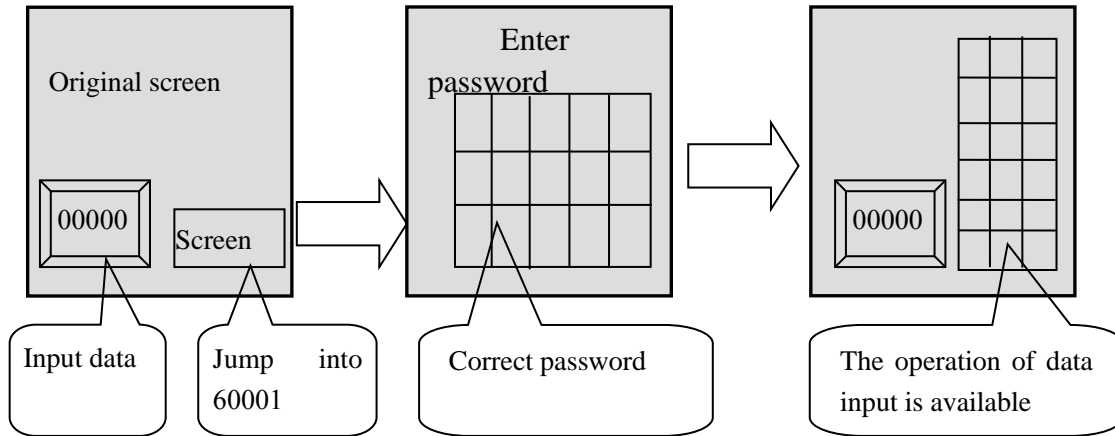 Original screen
00000
Screen
Input data
Jump into
60001
Enter
password
Correct password
00000
The operation of data
input is available